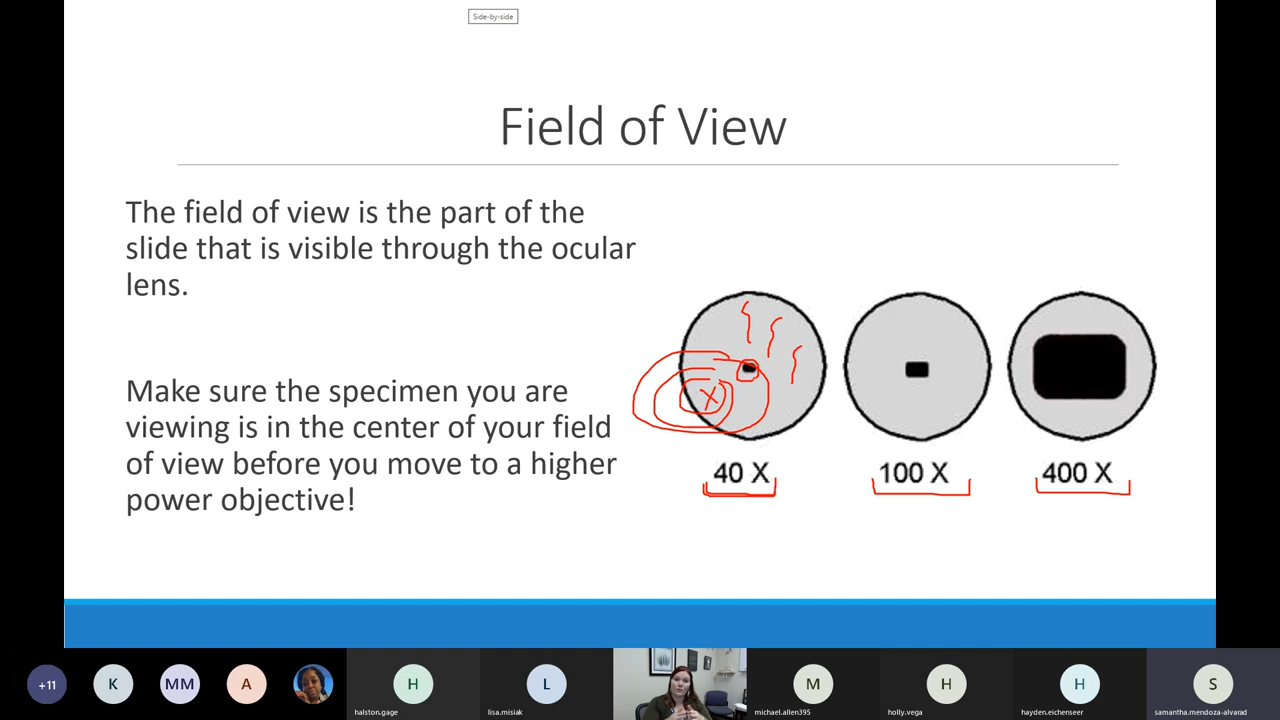 Side-by-side
Field of View
The field of view is the part of the
slide that is visible through the ocular
lens.
Make sure the specimen you are
viewing is in the center of your field
of view before you move to a higher
power objective!
X
40 X
100 X
400 X
+11
K
MM
A
H
halston.gage
L
lisa.misiak
M
michael.allen395
H
holly.vega
H
hayden.eichenseer
S
samantha.mendoza-alvarad